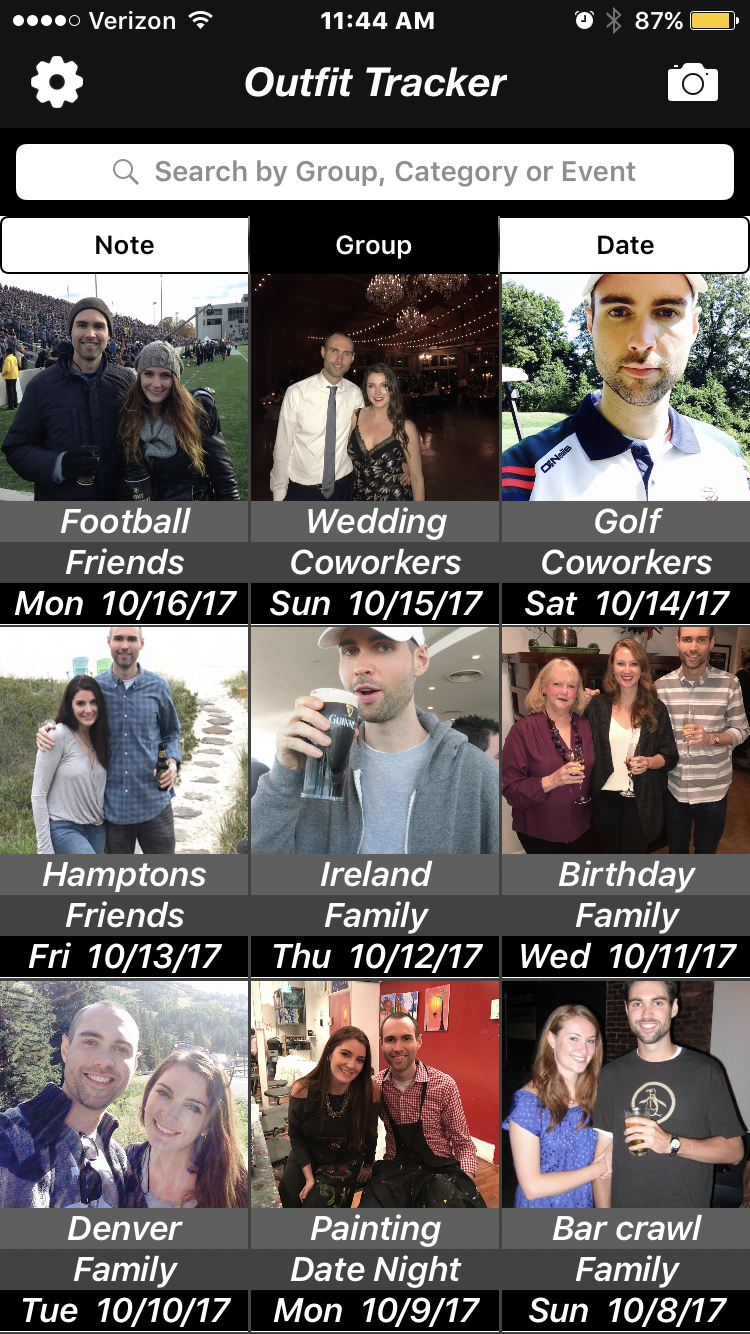 Verizon 11:44 AM 87%
Outfit Tracker
Search by Group, Category or Event
Note Group Date
O'Neills
Football Wedding Golf
Friends Coworkers Coworkers
Mon 10/16/17 Sun 10/15/17 Sat 10/14/17
GUINNESS
Hamptons Ireland Birthday
Friends Family Family
Fri 10/13/17 Thu 10/12/17 Wed 10/11/17
Denver Painting Bar crawl
Family Date Night Family
Tue 10/10/17 Mon 10/9/17 Sun 10/8/17